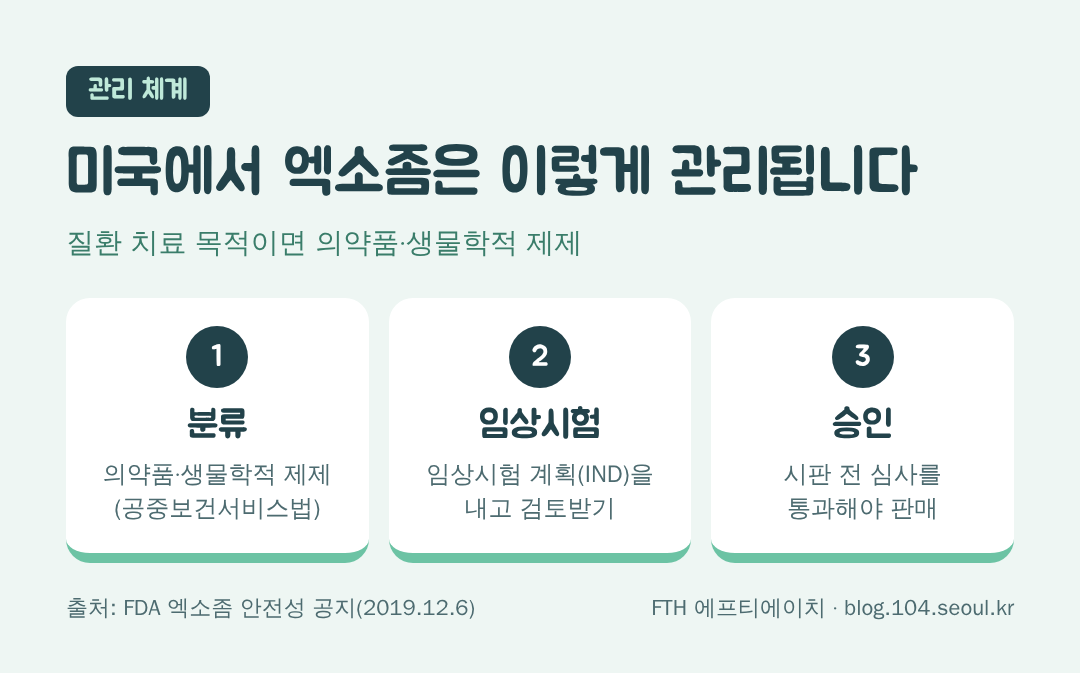 관리 체계
미국에서 엑소좀은 이렇게 관리됩니다
질환 치료 목적이면 의약품·생물학적 제제
1
분류
의약품·생물학적 제제
(공중보건서비스법)
2
임상시험
임상시험 계획(IND)을
내고 검토받기
3
승인
시판 전 심사를
통과해야 판매
출처: FDA 엑소좀 안전성 공지(2019.12.6)
FTH 에프티에이치 · blog.104.seoul.kr